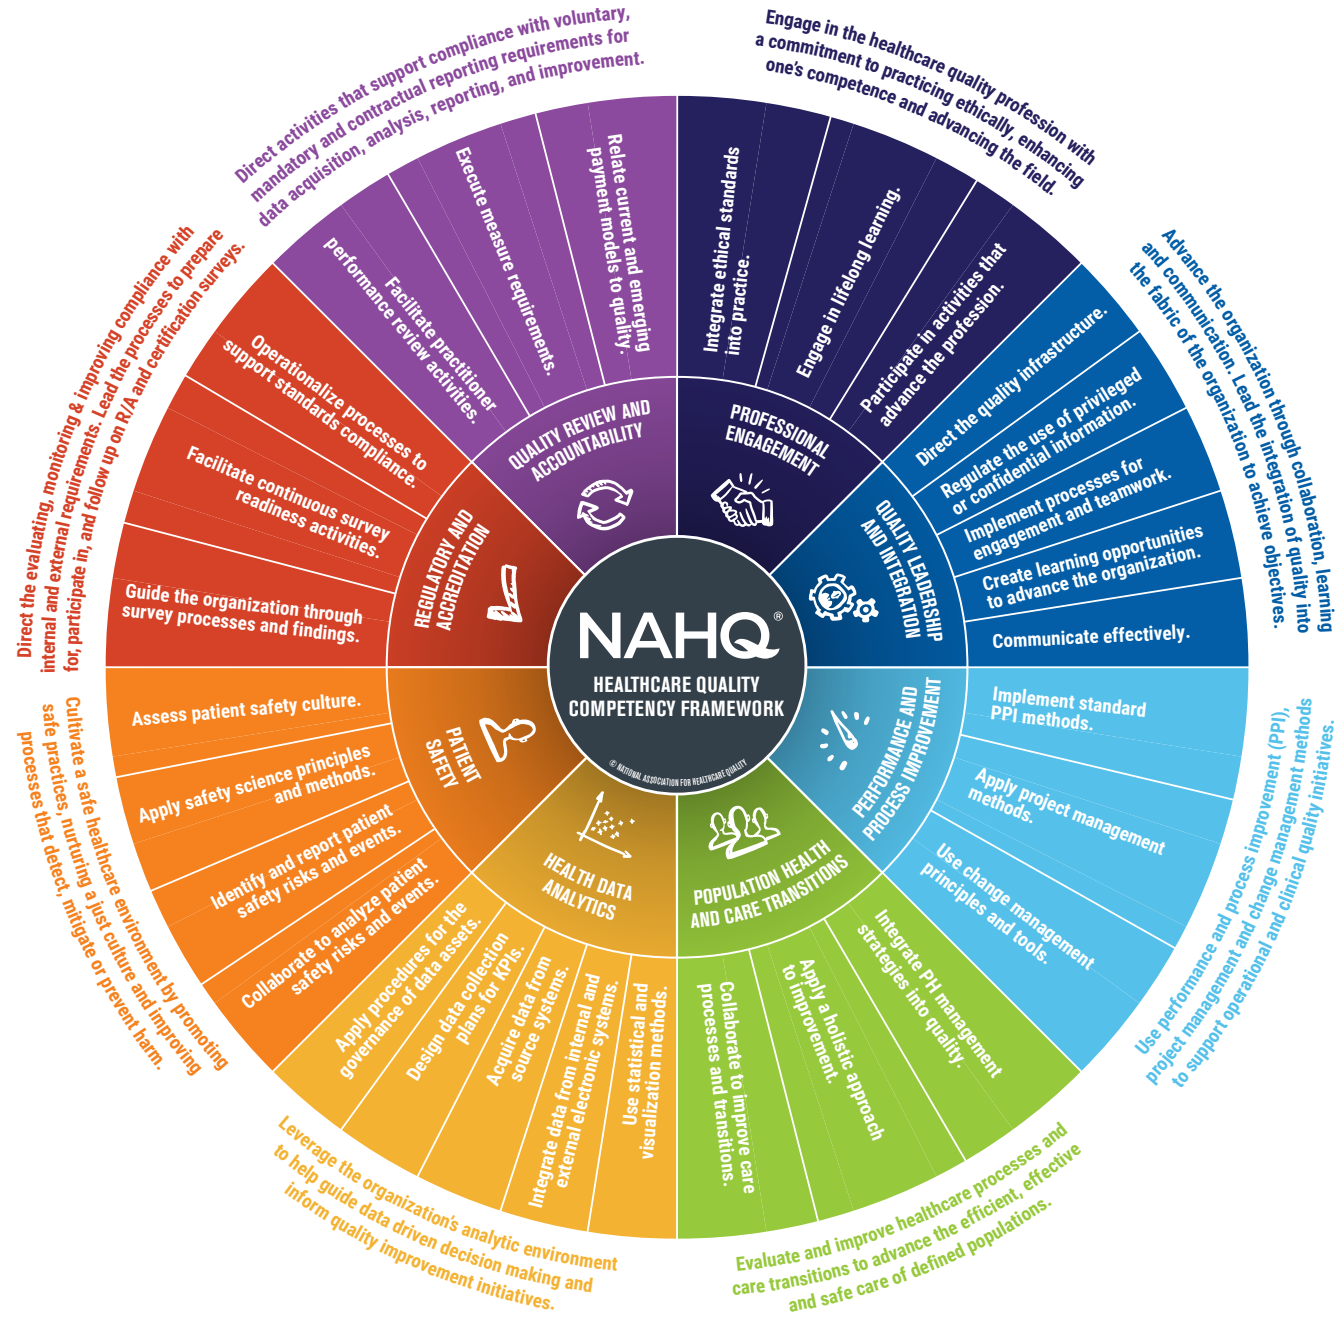 NAHQ®
HEALTHCARE QUALITY
COMPETENCY FRAMEWORK
© NATIONAL ASSOCIATION FOR HEALTHCARE QUALITY
Engage in the healthcare quality profession with
a commitment to practicing ethically, enhancing
one's competence and advancing the field.
PROFESSIONAL
ENGAGEMENT
Integrate ethical standards
into practice.
Engage in lifelong learning.
Participate in activities that
advance the profession.
Advance the organization through collaboration, learning
and communication. Lead the integration of quality into
the fabric of the organization to achieve objectives.
QUALITY LEADERSHIP
AND INTEGRATION
Direct the quality infrastructure.
Regulate the use of privileged
or confidential information.
Implement processes for
engagement and teamwork.
Create learning opportunities
to advance the organization.
Communicate effectively.
Use performance and process improvement (PPI),
project management and change management methods
to support operational and clinical quality initiatives.
PERFORMANCE AND
PROCESS IMPROVEMENT
Implement standard
PPI methods.
Apply project management
methods.
Use change management
principles and tools.
Evaluate and improve healthcare processes and
care transitions to advance the efficient, effective
and safe care of defined populations.
POPULATION HEALTH
AND CARE TRANSITIONS
Integrate PH management
strategies into quality.
Apply a holistic approach
to improvement.
Collaborate to improve care
processes and transitions.
Leverage the organization's analytic environment
to help guide data driven decision making and
inform quality improvement initiatives.
HEALTH DATA
ANALYTICS
Use statistical and
visualization methods.
Integrate data from internal and
external electronic systems.
Acquire data from
source systems.
Design data collection
plans for KPIs.
Apply procedures for the
governance of data assets.
Cultivate a safe healthcare environment by promoting
safe practices, nurturing a just culture and improving
processes that detect, mitigate or prevent harm.
PATIENT
SAFETY
Collaborate to analyze patient
safety risks and events.
Identify and report patient
safety risks and events.
Apply safety science principles
and methods.
Assess patient safety culture.
Direct the evaluating, monitoring & improving compliance with
internal and external requirements. Lead the processes to prepare
for, participate in, and follow up on R/A and certification surveys.
REGULATORY AND
ACCREDITATION
Guide the organization through
survey processes and findings.
Facilitate continuous survey
readiness activities.
Operationalize processes to
support standards compliance.
Direct activities that support compliance with voluntary,
mandatory and contractual reporting requirements for
data acquisition, analysis, reporting, and improvement.
QUALITY REVIEW AND
ACCOUNTABILITY
Facilitate practitioner
performance review activities.
Execute measure requirements.
Relate current and emerging
payment models to quality.